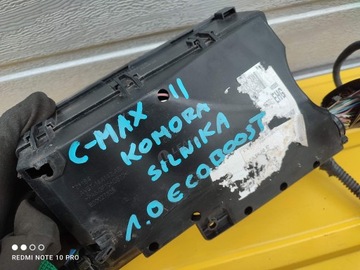 C-MAX II
KOMORA
SILNIKA
1.0 ECOBOOST
REDMI NOTE 10 PRO